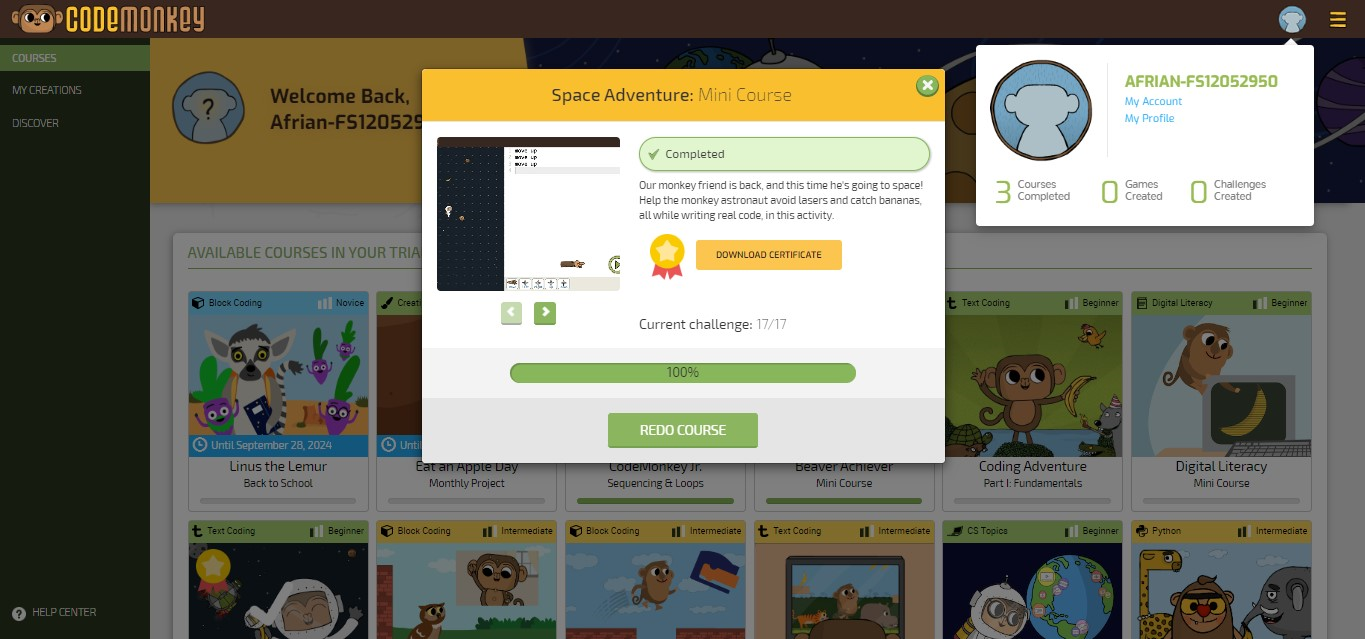 CODEMONKEY
COURSES
MY CREATIONS
DISCOVER
HELP CENTER
Welcome Back,
Afrian-FS120529
AFRIAN-FS12052950
My Account
My Profile
3 Courses Completed
0 Games Created
0 Challenges Created
Space Adventure: Mini Course
move up
move up
move up
Completed
Our monkey friend is back, and this time he's going to space!
Help the monkey astronaut avoid lasers and catch bananas,
all while writing real code, in this activity.
DOWNLOAD CERTIFICATE
Current challenge: 17/17
100%
REDO COURSE
AVAILABLE COURSES IN YOUR TRIA
Block Coding Novice
Until September 28, 2024
Linus the Lemur
Back to School
Creati
Until
Eat an Apple Day
Monthly Project
CodeMonkey Jr.
Sequencing & Loops
Beaver Achiever
Mini Course
Text Coding Beginner
Coding Adventure
Part I: Fundamentals
Digital Literacy Beginner
Digital Literacy
Mini Course
Text Coding Beginner
Block Coding Intermediate
Block Coding Intermediate
Text Coding Intermediate
CS Topics Beginner
Python Intermediate